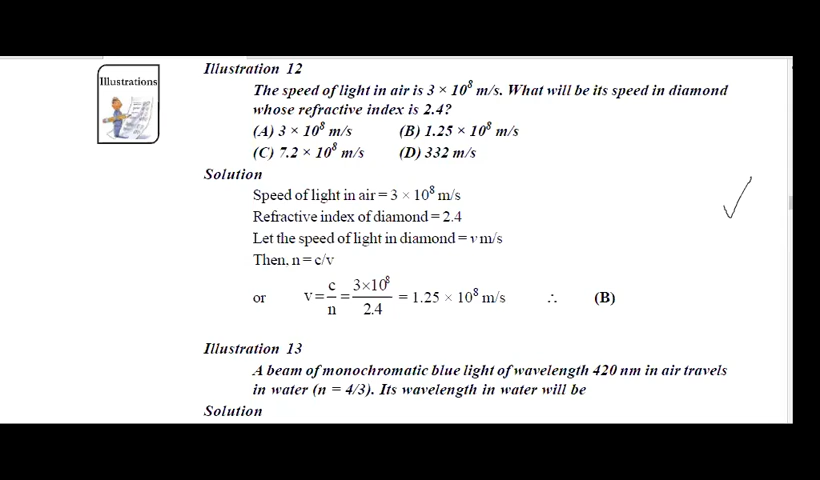 Illustrations
Illustration 12
The speed of light in air is 3 × 10⁸ m/s. What will be its speed in diamond
whose refractive index is 2.4?
(A) 3 × 10⁸ m/s (B) 1.25 × 10⁸ m/s
(C) 7.2 × 10⁸ m/s (D) 332 m/s
Solution
Speed of light in air = 3 × 10⁸ m/s
Refractive index of diamond = 2.4
Let the speed of light in diamond = v m/s
Then, n = c/v
or v = c/n = 3×10⁸/2.4 = 1.25 × 10⁸ m/s ∴ (B)
Illustration 13
A beam of monochromatic blue light of wavelength 420 nm in air travels
in water (n = 4/3). Its wavelength in water will be
Solution